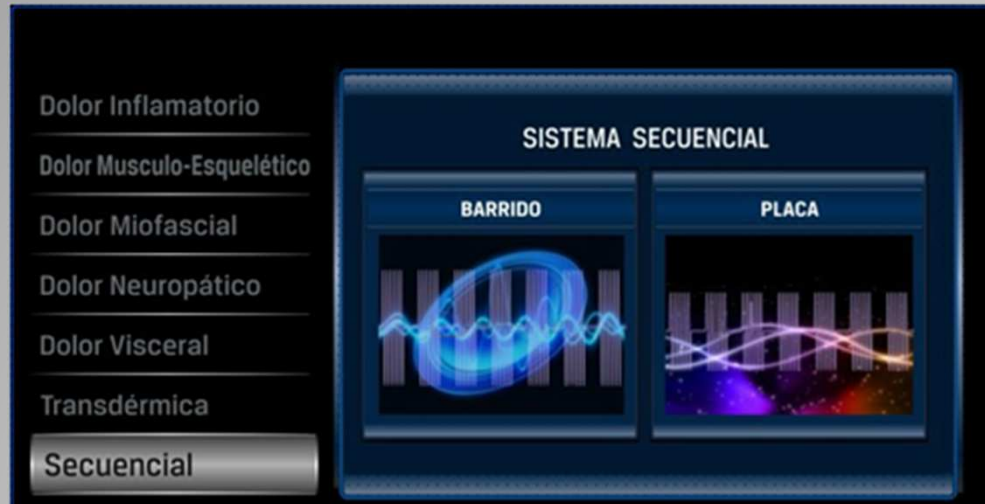 Dolor Inflamatorio
Dolor Musculo-Esquelético
Dolor Miofascial
Dolor Neuropático
Dolor Visceral
Transdérmica
Secuencial
SISTEMA SECUENCIAL
BARRIDO
PLACA